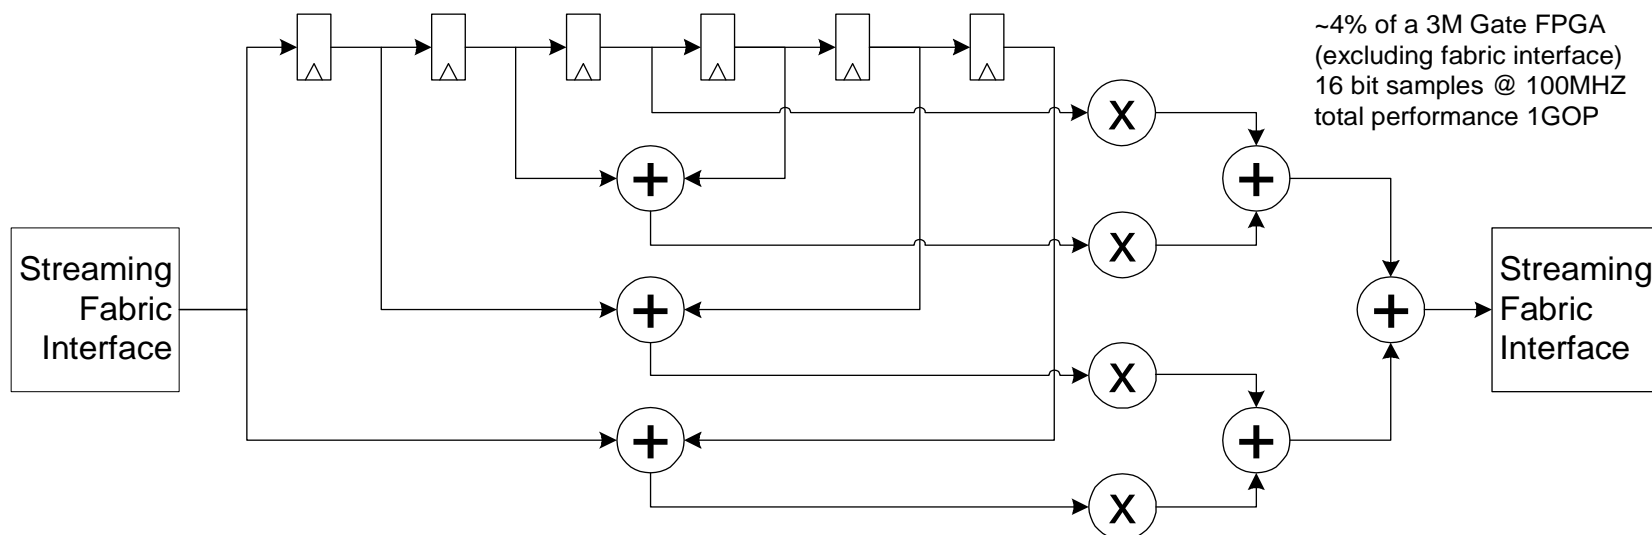 ~4% of a 3M Gate FPGA
(excluding fabric interface)
16 bit samples @ 100MHZ
total performance 1GOP
X
+
X
+
Streaming
Fabric
Interface
+
+
Streaming
Fabric
Interface
X
+
+
X